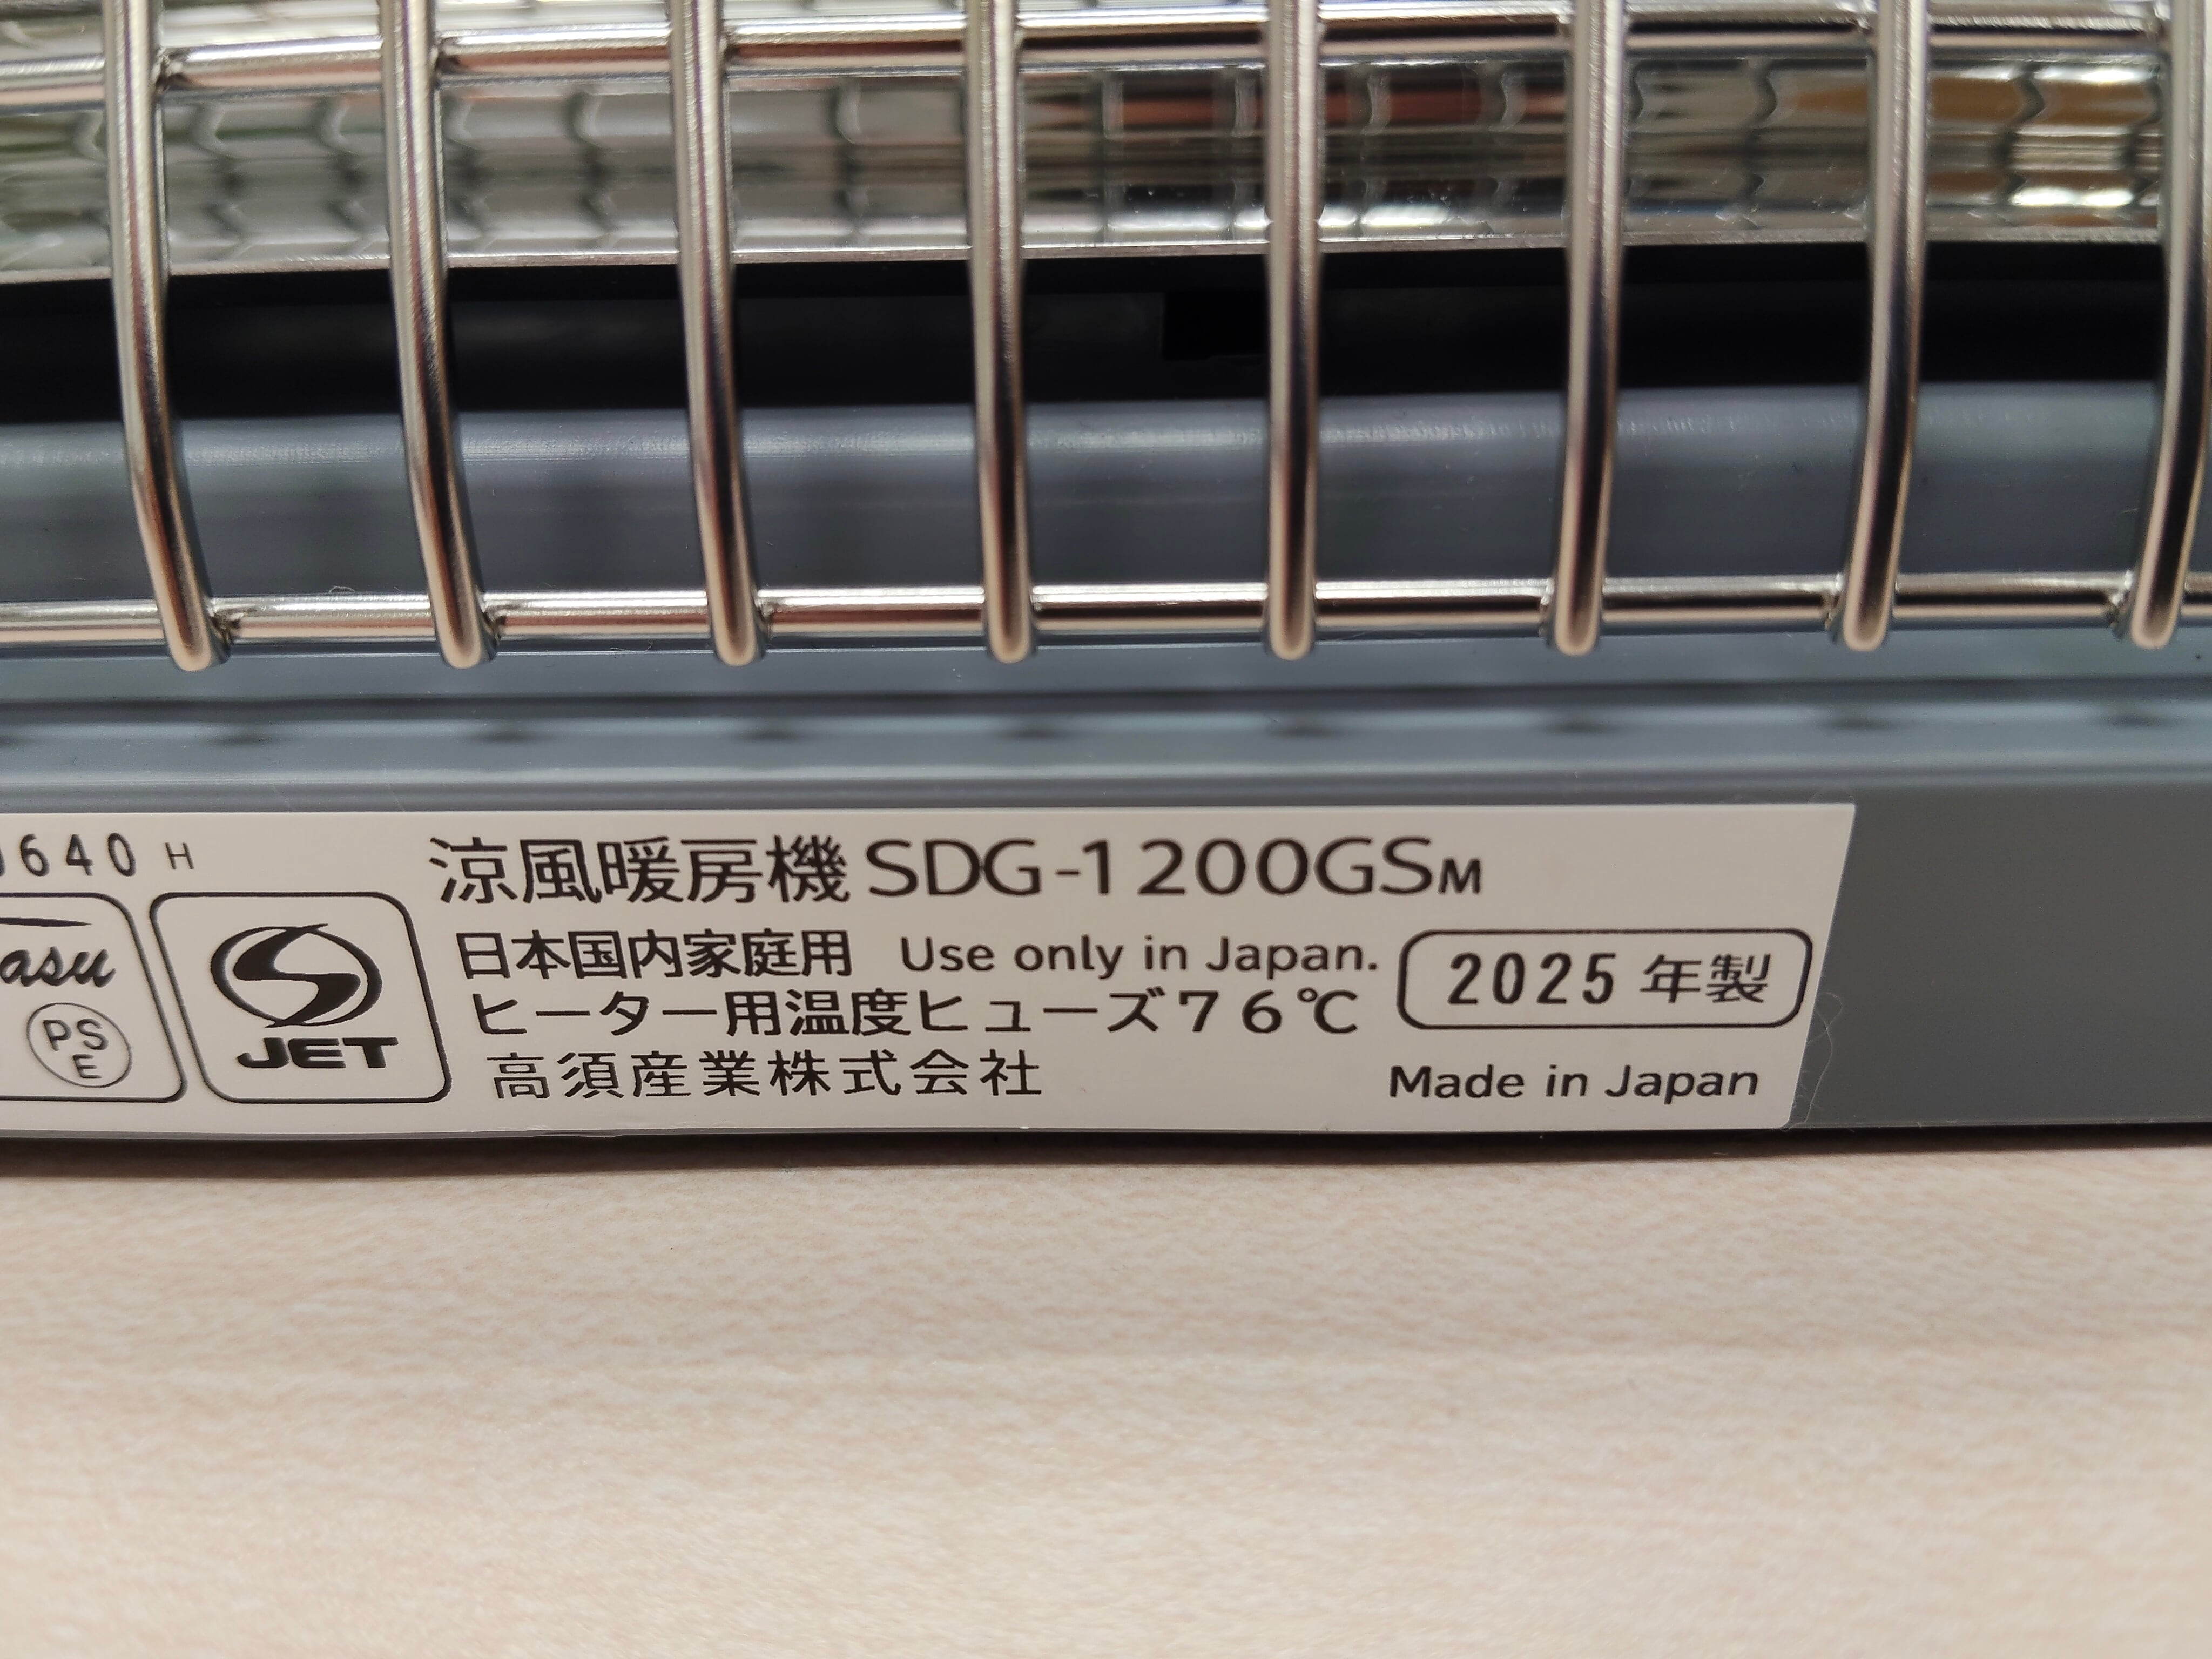 640 H
涼風暖房機 SDG-1200GSM
日本国内家庭用 Use only in Japan.
ヒーター用温度ヒューズ76℃
高須産業株式会社
2025 年製
Made in Japan
asu
PS
E
JET